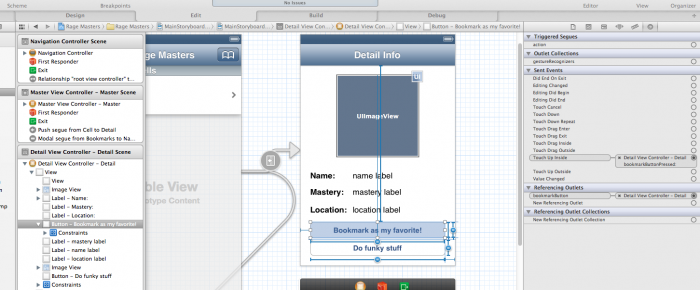 No Issues
Scheme
Breakpoints
Editor
View
Organizer
Design
Edit
Build
Debug
Rage Masters
Rage Masters
MainStoryboard...
MainStoryboard...
Detail View Con...
Detail View Con...
View
Button - Bookmark as my favorite!
Navigation Controller Scene
Navigation Controller
First Responder
Exit
Relationship "root view controller" t...
Master View Controller - Master Scene
Master View Controller - Master
First Responder
Exit
Push segue from Cell to Detail
Modal segue from Bookmarks to Na...
Detail View Controller - Detail Scene
Detail View Controller - Detail
View
View
Image View
Label - Name:
Label - Mastery:
Label - Location:
Button - Bookmark as my favorite!
Constraints
Label - mastery label
Label - name label
Label - location label
Image View
Button - Do funky stuff
Constraints
mp
age Masters
lls
ble View
otype Content
Detail Info
UI
UIImageView
Name: name label
Mastery: mastery label
Location: location label
Bookmark as my favorite!
Do funky stuff
Triggered Segues
action
Outlet Collections
gestureRecognizers
Sent Events
Did End On Exit
Editing Changed
Editing Did Begin
Editing Did End
Touch Cancel
Touch Down
Touch Down Repeat
Touch Drag Enter
Touch Drag Exit
Touch Drag Inside
Touch Drag Outside
Touch Up Inside
Detail View Controller - Detail
bookmarkButtonPressed
Touch Up Outside
Value Changed
Referencing Outlets
bookmarkButton
Detail View Controller - Detail
New Referencing Outlet
Referencing Outlet Collections
New Referencing Outlet Collection